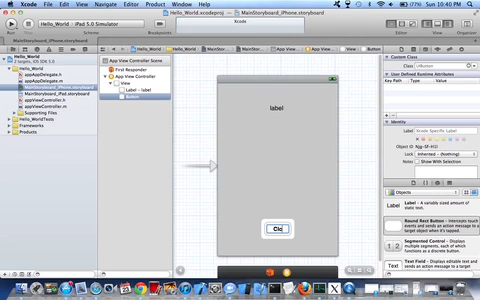 Xcode File Edit View Navigate Editor Product Window Help
(77%) Sun 10:40 PM
Hello_World.xcodeproj — MainStoryboard_iPhone.storyboard
Hello_World › iPad 5.0 Simulator
Xcode
Run Stop Scheme Breakpoints
Editor View Organizer
MainStoryboard_iPhone.storyboard
Hello_World
2 targets, iOS SDK 5.0
Hello_World
appAppDelegate.h
appAppDelegate.m
MainStoryboard_iPhone.storyboard
MainStoryboard_iPad.storyboard
appViewController.h
appViewController.m
Supporting Files
Hello_WorldTests
Frameworks
Products
App View Controller Scene
First Responder
App View Controller
View
Label - label
Button
label
Clic
Custom Class
Class UIButton
User Defined Runtime Attributes
Key Path Type Value
Identity
Label Xcode Specific Label
Lock Inherited - (Nothing)
Notes Show With Selection
Objects
Label
Label - A variably sized amount of static text.
Round Rect Button - Intercepts touch events and sends an action message to a target object when it's tapped.
1 2
Segmented Control - Displays multiple segments, each of which functions as a discrete button.
Text
Text Field - Displays editable text and sends an action message to a